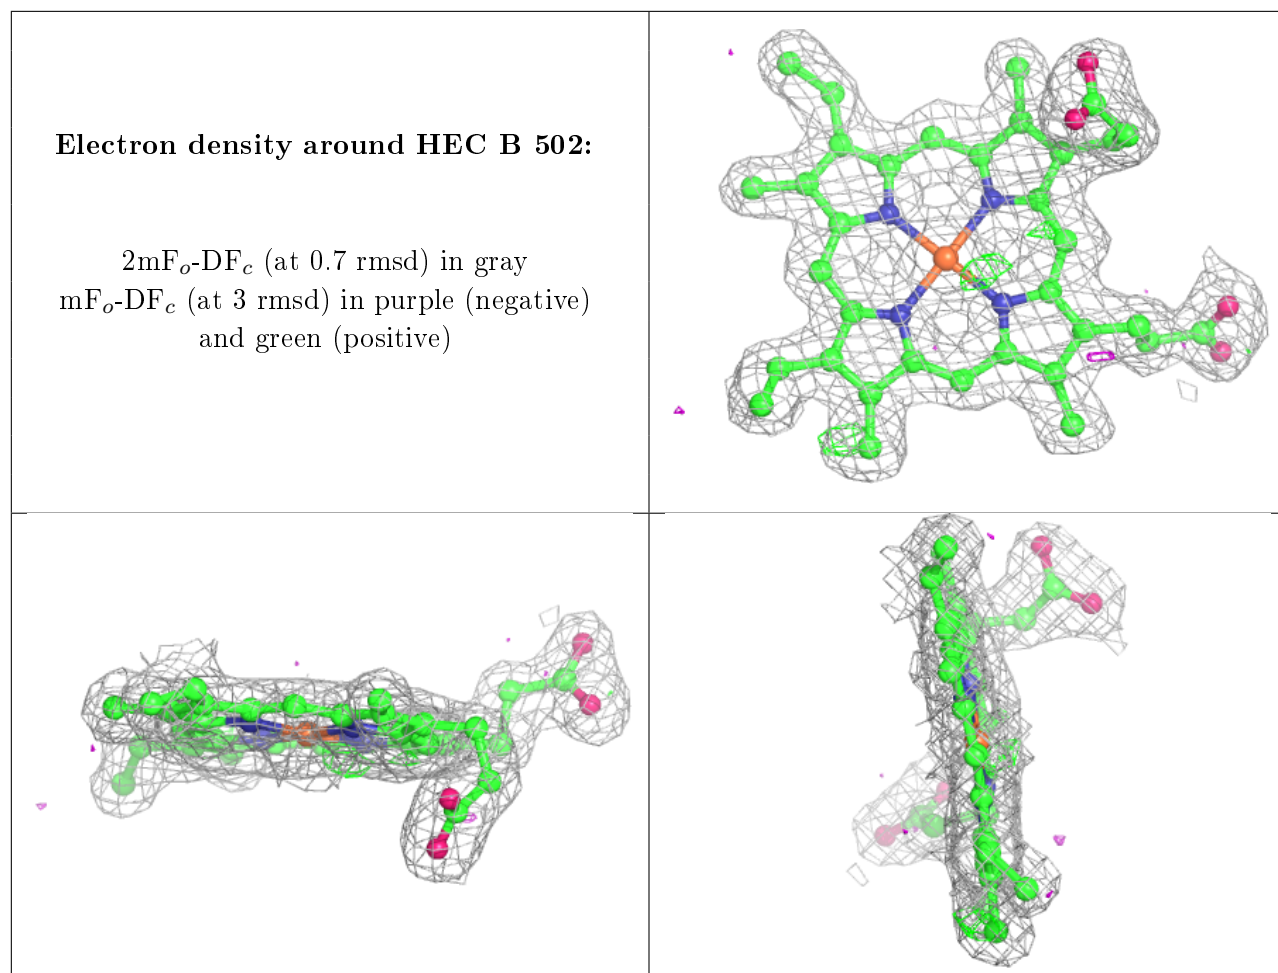 Electron density around HEC B 502:
2mFo-DFc (at 0.7 rmsd) in gray
mFo-DFc (at 3 rmsd) in purple (negative)
and green (positive)